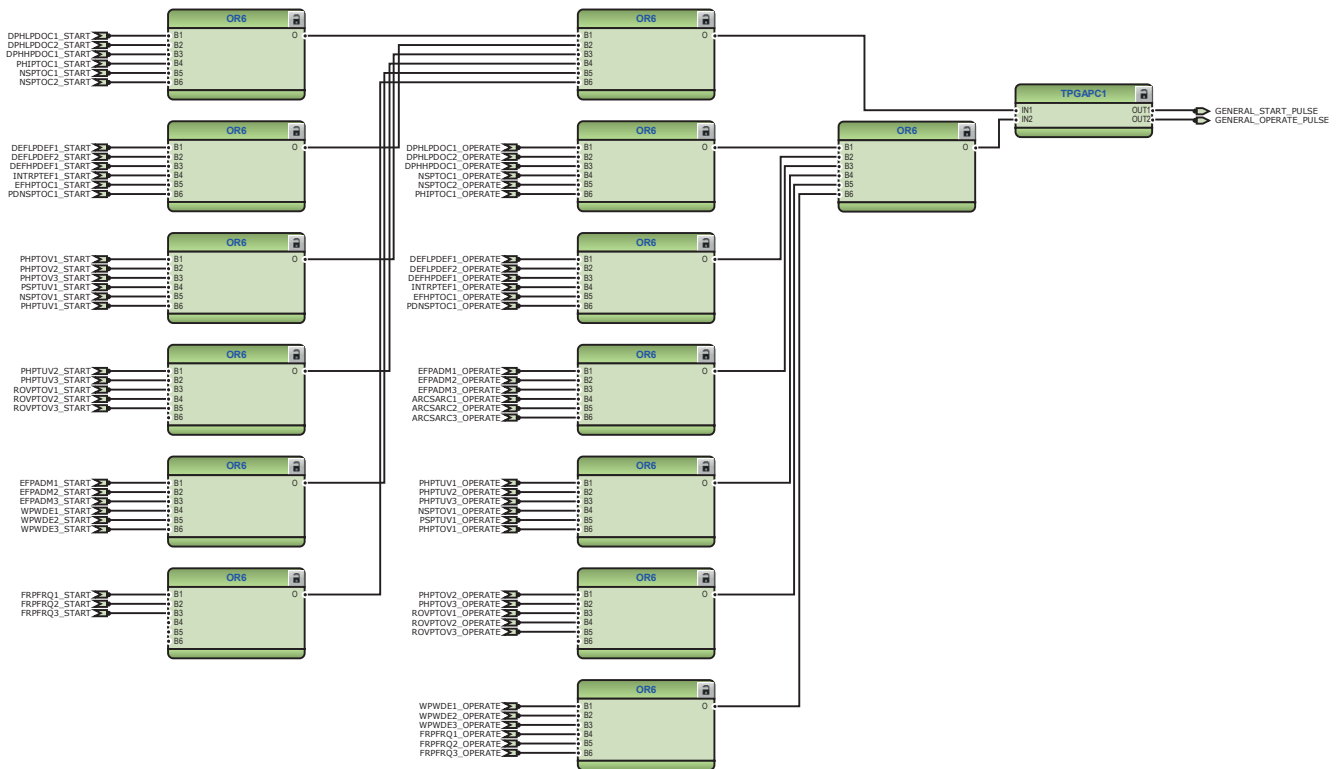 OR6
DPHLPDOC1_START B1 O
DPHLPDOC2_START B2
DPHHPDOC1_START B3
PHIPTOC1_START B4
NSPTOC1_START B5
NSPTOC2_START B6
OR6
DEFLPDEF1_START B1 O
DEFLPDEF2_START B2
DEFHPDEF1_START B3
INTRPTEF1_START B4
EFHPTOC1_START B5
PDNSPTOC1_START B6
OR6
PHPTOV1_START B1 O
PHPTOV2_START B2
PHPTOV3_START B3
PSPTUV1_START B4
NSPTOV1_START B5
PHPTUV1_START B6
OR6
PHPTUV2_START B1 O
PHPTUV3_START B2
ROVPTOV1_START B3
ROVPTOV2_START B4
ROVPTOV3_START B5
B6
OR6
EFPADM1_START B1 O
EFPADM2_START B2
EFPADM3_START B3
WPWDE1_START B4
WPWDE2_START B5
WPWDE3_START B6
OR6
FRPFRQ1_START B1 O
FRPFRQ2_START B2
FRPFRQ3_START B3
B4
B5
B6
OR6
B1 O
B2
B3
B4
B5
B6
OR6
DPHLPDOC1_OPERATE B1 O
DPHLPDOC2_OPERATE B2
DPHHPDOC1_OPERATE B3
NSPTOC1_OPERATE B4
NSPTOC2_OPERATE B5
PHIPTOC1_OPERATE B6
OR6
DEFLPDEF1_OPERATE B1 O
DEFLPDEF2_OPERATE B2
DEFHPDEF1_OPERATE B3
INTRPTEF1_OPERATE B4
EFHPTOC1_OPERATE B5
PDNSPTOC1_OPERATE B6
OR6
EFPADM1_OPERATE B1 O
EFPADM2_OPERATE B2
EFPADM3_OPERATE B3
ARCSARC1_OPERATE B4
ARCSARC2_OPERATE B5
ARCSARC3_OPERATE B6
OR6
PHPTUV1_OPERATE B1 O
PHPTUV2_OPERATE B2
PHPTUV3_OPERATE B3
NSPTOV1_OPERATE B4
PSPTUV1_OPERATE B5
PHPTOV1_OPERATE B6
OR6
PHPTOV2_OPERATE B1 O
PHPTOV3_OPERATE B2
ROVPTOV1_OPERATE B3
ROVPTOV2_OPERATE B4
ROVPTOV3_OPERATE B5
B6
OR6
WPWDE1_OPERATE B1 O
WPWDE2_OPERATE B2
WPWDE3_OPERATE B3
FRPFRQ1_OPERATE B4
FRPFRQ2_OPERATE B5
FRPFRQ3_OPERATE B6
OR6
B1 O
B2
B3
B4
B5
B6
TPGAPC1
IN1 OUT1 GENERAL_START_PULSE
IN2 OUT2 GENERAL_OPERATE_PULSE